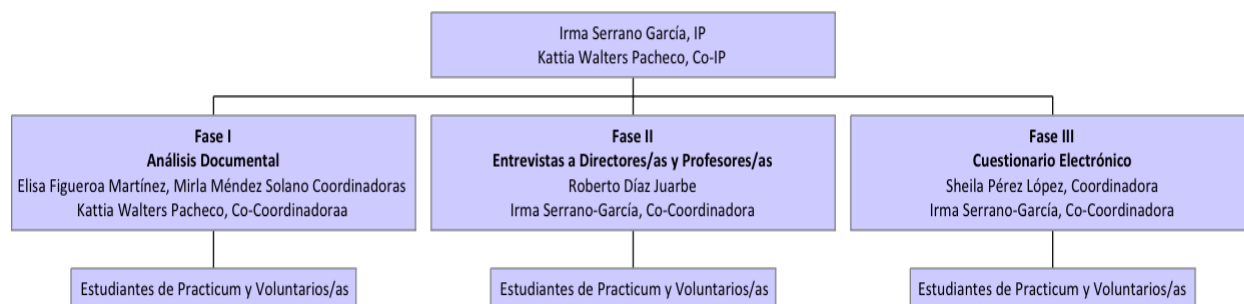 Irma Serrano García, IP
Kattia Walters Pacheco, Co-IP
Fase I
Análisis Documental
Elisa Figueroa Martínez, Mirla Méndez Solano Coordinadoras
Kattia Walters Pacheco, Co-Coordinadoraa
Fase II
Entrevistas a Directores/as y Profesores/as
Roberto Díaz Juarbe
Irma Serrano-García, Co-Coordinadora
Fase III
Cuestionario Electrónico
Sheila Pérez López, Coordinadora
Irma Serrano-García, Co-Coordinadora
Estudiantes de Practicum y Voluntarios/as
Estudiantes de Practicum y Voluntarios/as
Estudiantes de Practicum y Voluntarios/as